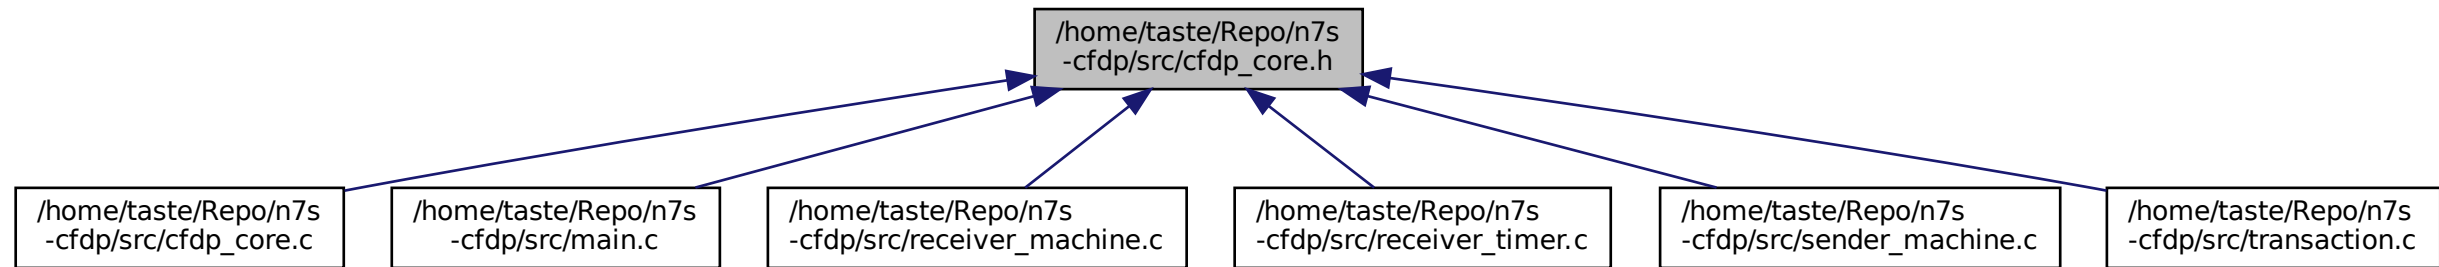 /home/taste/Repo/n7s
-cfdp/src/cfdp_core.h
/home/taste/Repo/n7s
-cfdp/src/cfdp_core.c
/home/taste/Repo/n7s
-cfdp/src/main.c
/home/taste/Repo/n7s
-cfdp/src/receiver_machine.c
/home/taste/Repo/n7s
-cfdp/src/receiver_timer.c
/home/taste/Repo/n7s
-cfdp/src/sender_machine.c
/home/taste/Repo/n7s
-cfdp/src/transaction.c